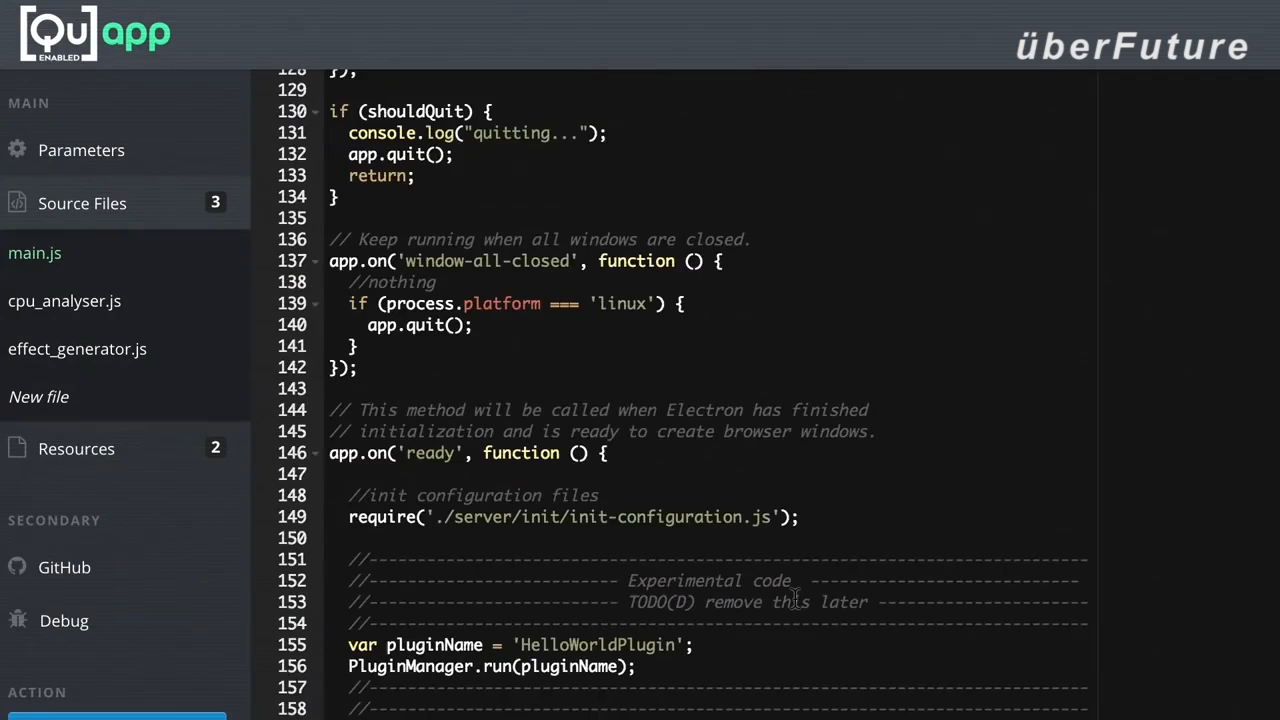 [Qu]app
ENABLED
überFuture
MAIN
Parameters
Source Files 3
main.js
cpu_analyser.js
effect_generator.js
New file
Resources 2
SECONDARY
GitHub
Debug
ACTION
128 });
129
130 if (shouldQuit) {
131 console.log("quitting...");
132 app.quit();
133 return;
134 }
135
136 // Keep running when all windows are closed.
137 app.on('window-all-closed', function () {
138 //nothing
139 if (process.platform === 'linux') {
140 app.quit();
141 }
142 });
143
144 // This method will be called when Electron has finished
145 // initialization and is ready to create browser windows.
146 app.on('ready', function () {
147
148 //init configuration files
149 require('./server/init/init-configuration.js');
150
151 //-----------------------------------------------------------------------------
152 //--------------------------- Experimental code -----------------------------
153 //--------------------------- TODO(D) remove this later ----------------------
154 //-----------------------------------------------------------------------------
155 var pluginName = 'HelloWorldPlugin';
156 PluginManager.run(pluginName);
157 //-----------------------------------------------------------------------------
158 //-----------------------------------------------------------------------------